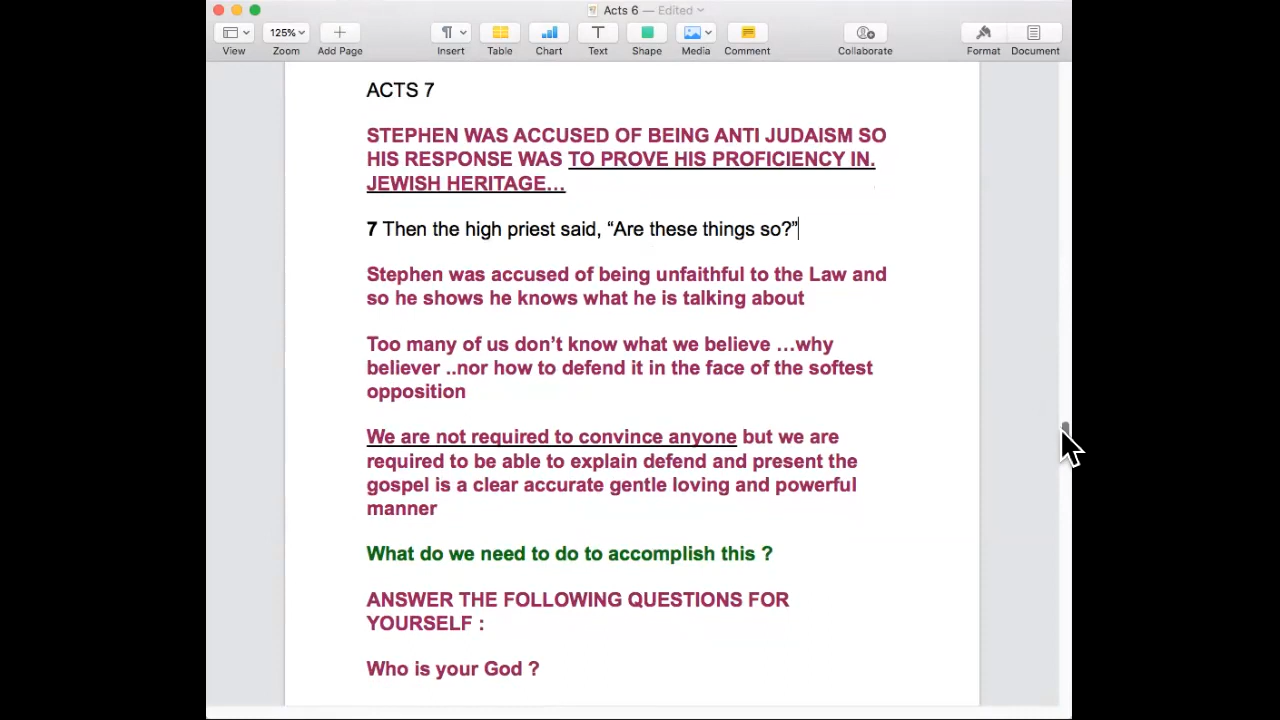 Acts 6 — Edited
125%
View
Zoom
Add Page
Insert
Table
Chart
Text
Shape
Media
Comment
Collaborate
Format
Document
ACTS 7
STEPHEN WAS ACCUSED OF BEING ANTI JUDAISM SO
HIS RESPONSE WAS TO PROVE HIS PROFICIENCY IN.
JEWISH HERITAGE…
7 Then the high priest said, “Are these things so?”
Stephen was accused of being unfaithful to the Law and
so he shows he knows what he is talking about
Too many of us don’t know what we believe …why
believer ..nor how to defend it in the face of the softest
opposition
We are not required to convince anyone but we are
required to be able to explain defend and present the
gospel is a clear accurate gentle loving and powerful
manner
What do we need to do to accomplish this ?
ANSWER THE FOLLOWING QUESTIONS FOR
YOURSELF :
Who is your God ?